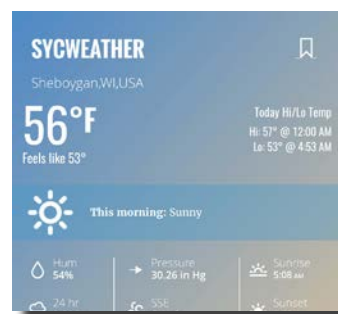 SYCWEATHER
Sheboygan,WI,USA
56°F
Feels like 53°
Today Hi/Lo Temp
Hi: 57° @ 12:00 AM
Lo: 53° @ 4:53 AM
This morning: Sunny
Hum
54%
Pressure
30.26 in Hg
Sunrise
5:08 AM
24 hr
SSE
Sunset